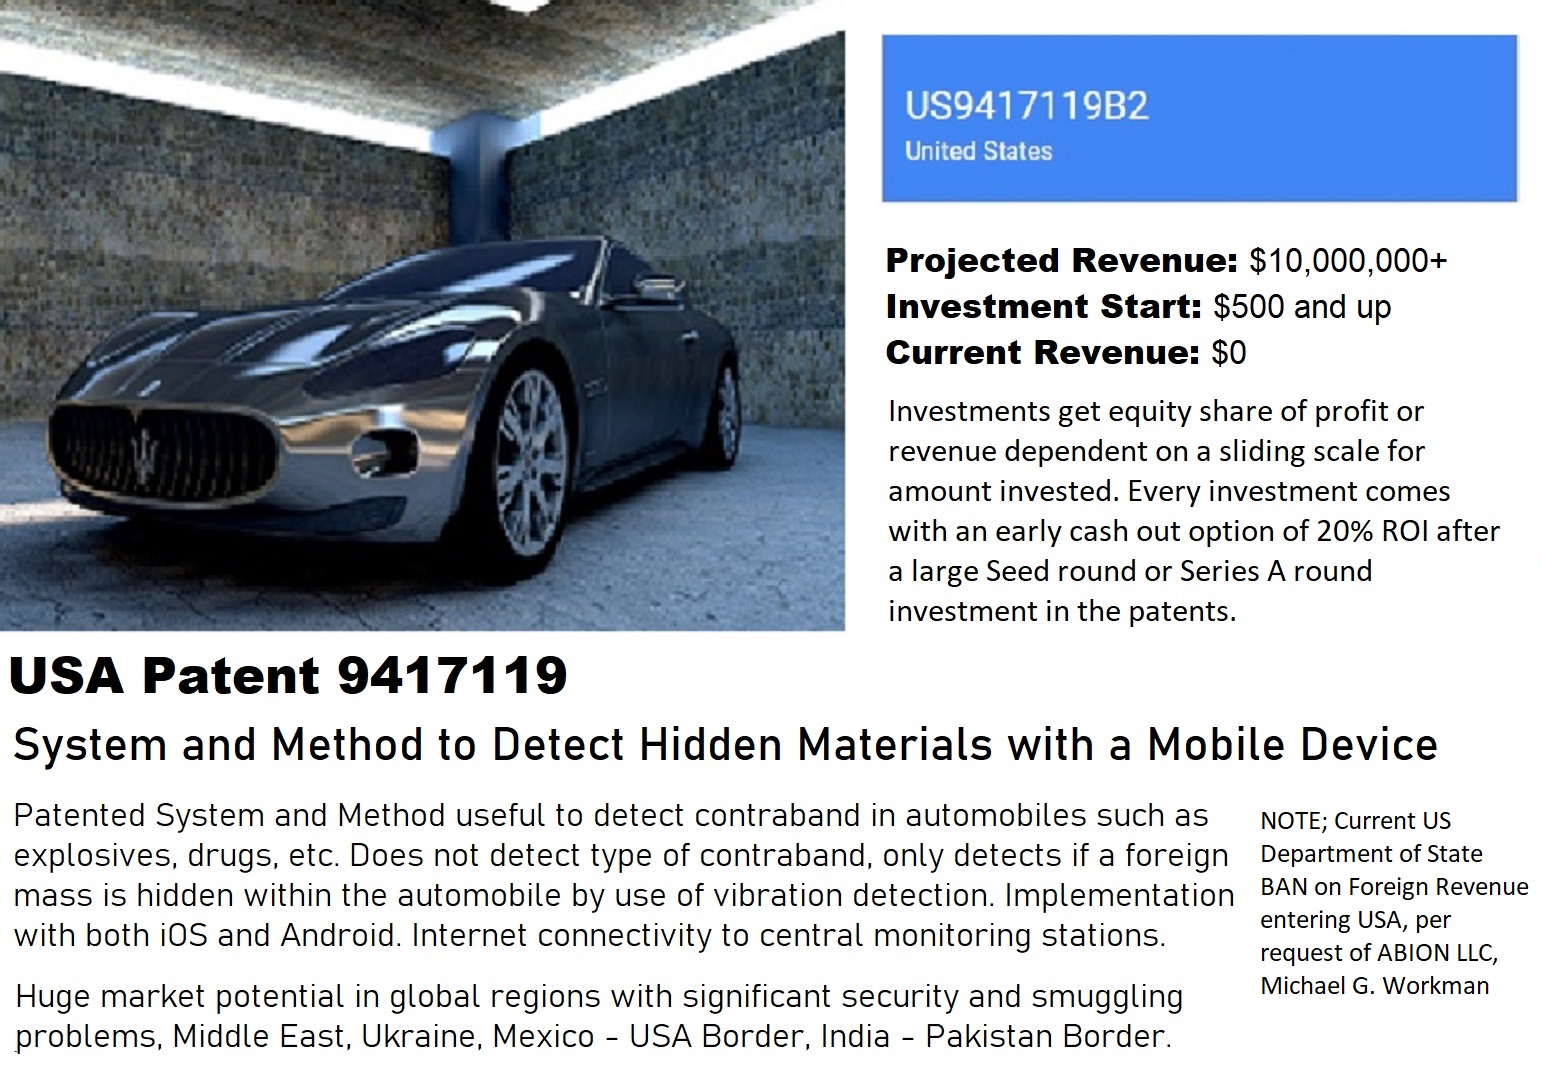 US9417119B2
United States
Projected Revenue: $10,000,000+
Investment Start: $500 and up
Current Revenue: $0
Investments get equity share of profit or
revenue dependent on a sliding scale for
amount invested. Every investment comes
with an early cash out option of 20% ROI after
a large Seed round or Series A round
investment in the patents.
USA Patent 9417119
System and Method to Detect Hidden Materials with a Mobile Device
Patented System and Method useful to detect contraband in automobiles such as
explosives, drugs, etc. Does not detect type of contraband, only detects if a foreign
mass is hidden within the automobile by use of vibration detection. Implementation
with both iOS and Android. Internet connectivity to central monitoring stations.
Huge market potential in global regions with significant security and smuggling
problems, Middle East, Ukraine, Mexico - USA Border, India - Pakistan Border.
NOTE; Current US
Department of State
BAN on Foreign Revenue
entering USA, per
request of ABION LLC,
Michael G. Workman